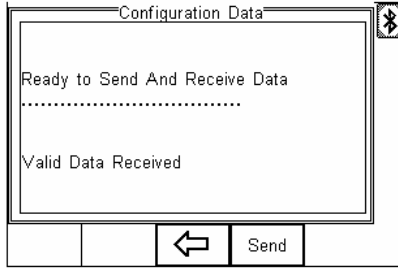 Configuration Data
Ready to Send And Receive Data
.................................
Valid Data Received
Send